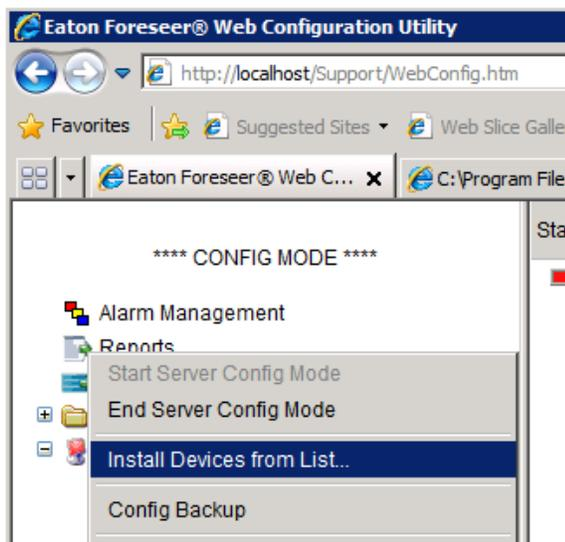 Eaton Foreseer® Web Configuration Utility
http://localhost/Support/WebConfig.htm
Favorites Suggested Sites Web Slice Galle
Eaton Foreseer® Web C... C:\Program File
Sta
**** CONFIG MODE ****
Alarm Management
Reports
Start Server Config Mode
End Server Config Mode
Install Devices from List...
Config Backup